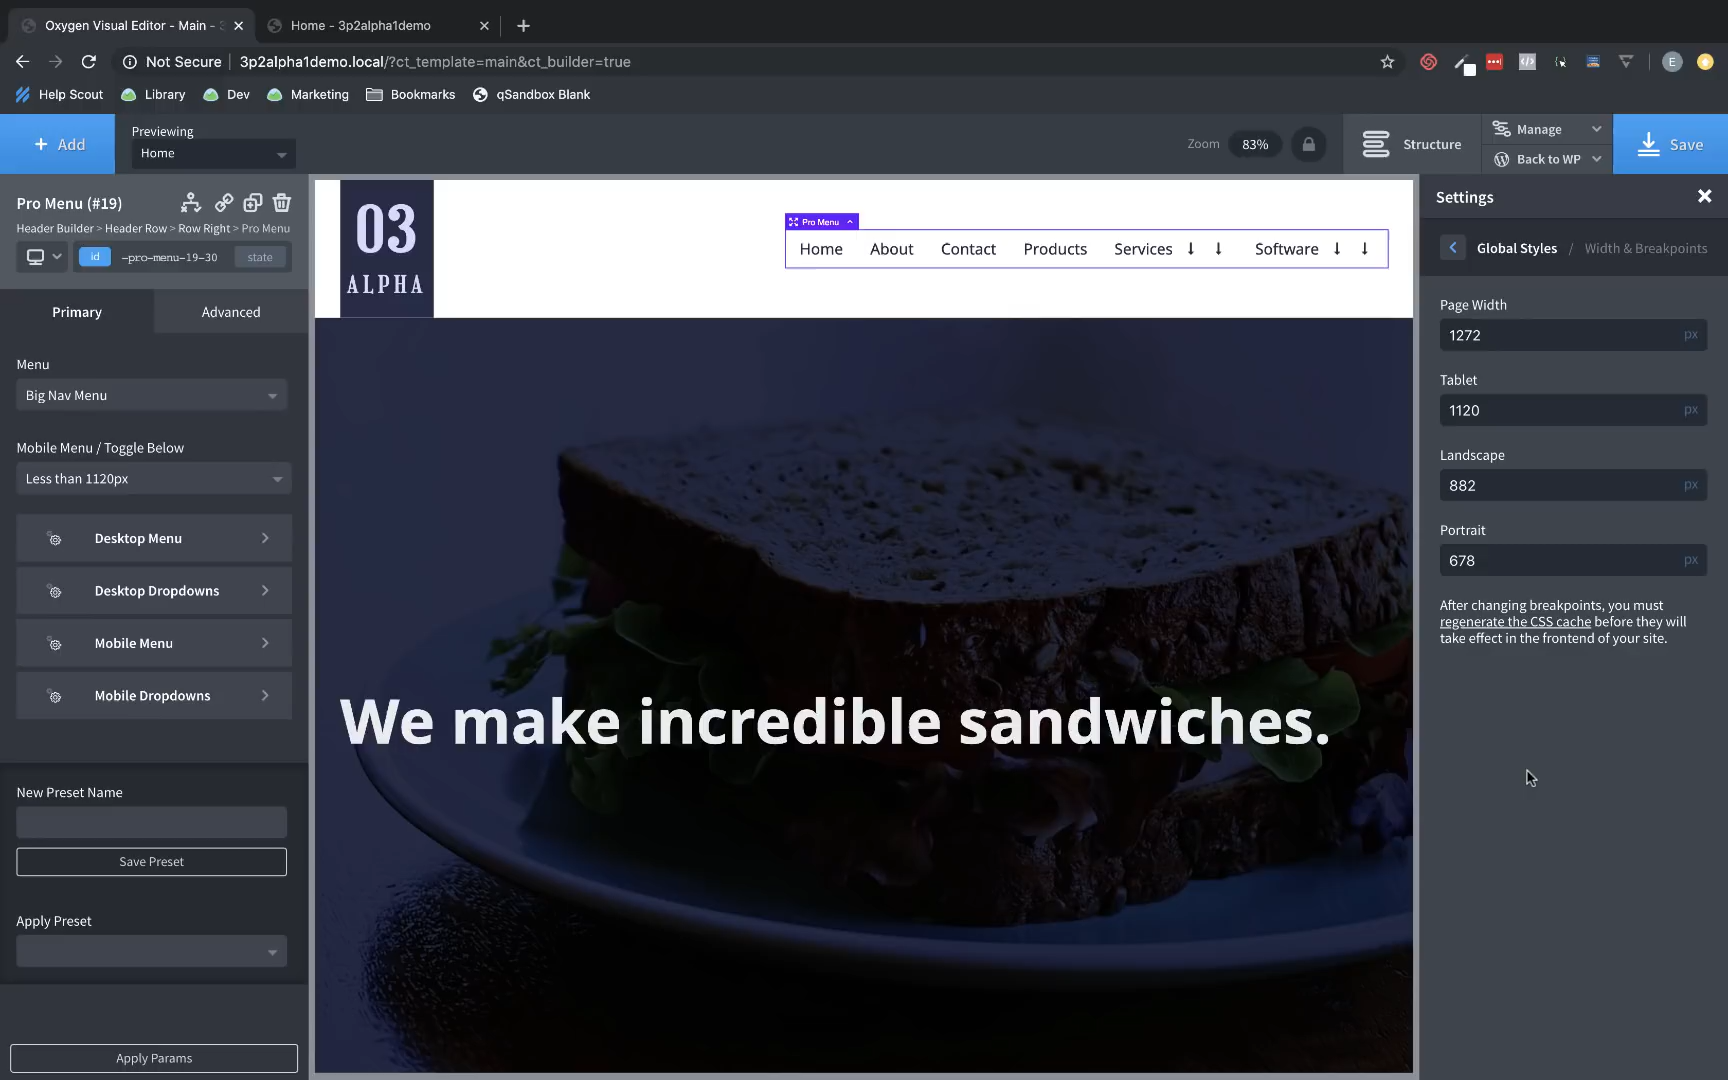 Oxygen Visual Editor - Main - 3
Home - 3p2alpha1demo
Not Secure
3p2alpha1demo.local/?ct_template=main&ct_builder=true
E
Help Scout
Library
Dev
Marketing
Bookmarks
qSandbox Blank
+ Add
Previewing
Home
Zoom
83%
Structure
Manage
Back to WP
Save
Pro Menu (#19)
Header Builder > Header Row > Row Right > Pro Menu
id
-pro-menu-19-30
state
Primary
Advanced
Menu
Big Nav Menu
Mobile Menu / Toggle Below
Less than 1120px
Desktop Menu
Desktop Dropdowns
Mobile Menu
Mobile Dropdowns
New Preset Name
Save Preset
Apply Preset
Apply Params
03
ALPHA
Pro Menu
Home
About
Contact
Products
Services
Software
We make incredible sandwiches.
Settings
Global Styles / Width & Breakpoints
Page Width
1272 px
Tablet
1120 px
Landscape
882 px
Portrait
678 px
After changing breakpoints, you must
regenerate the CSS cache before they will
take effect in the frontend of your site.